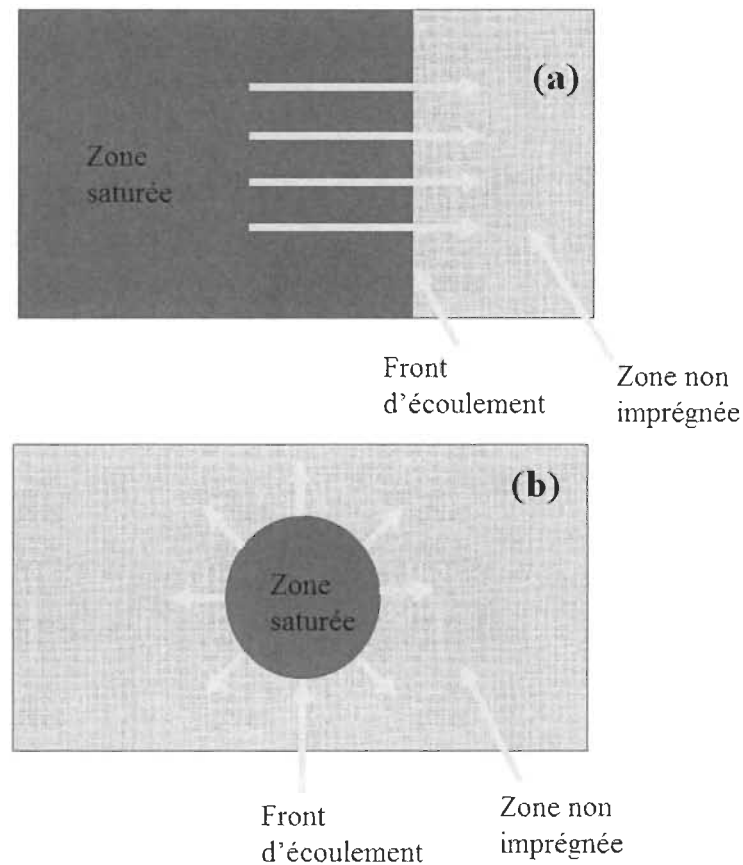 (a)
Zone
saturée
Front
d'écoulement
Zone non
imprégnée
(b)
Zone
saturée
Front
d'écoulement
Zone non
imprégnée